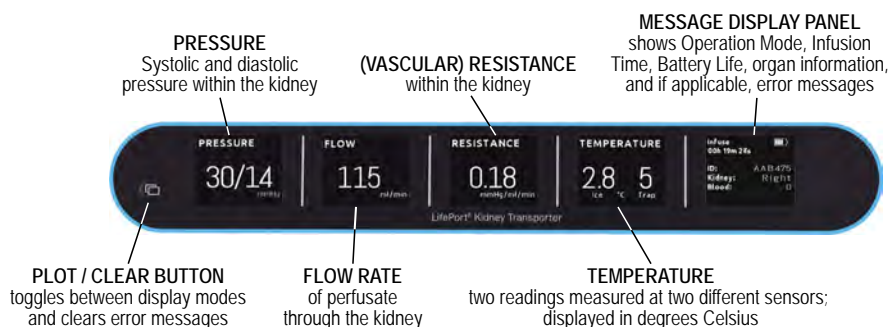 MESSAGE DISPLAY PANEL
shows Operation Mode, Infusion
Time, Battery Life, organ information,
and if applicable, error messages
PRESSURE
Systolic and diastolic
pressure within the kidney
(VASCULAR) RESISTANCE
within the kidney
PRESSURE
30/14
mmHg
FLOW
115
ml/min
RESISTANCE
0.18
mmHg/ml/min
TEMPERATURE
2.8 5
Ice °C Trap
Infuse
00h 19m 28s
ID: AAB475
Kidney: Right
Blood: O
LifePort® Kidney Transporter
PLOT / CLEAR BUTTON
toggles between display modes
and clears error messages
FLOW RATE
of perfusate
through the kidney
TEMPERATURE
two readings measured at two different sensors;
displayed in degrees Celsius